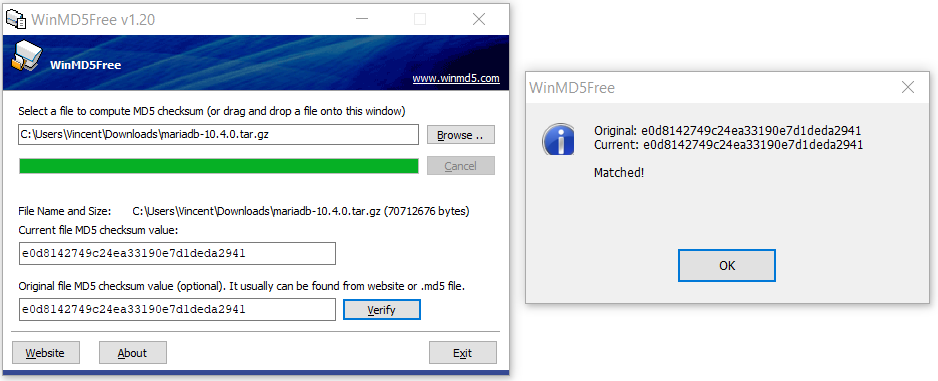 WinMD5Free v1.20
WinMD5Free
www.winmd5.com
Select a file to compute MD5 checksum (or drag and drop a file onto this window)
C:\Users\Vincent\Downloads\mariadb-10.4.0.tar.gz
Browse ..
Cancel
File Name and Size: C:\Users\Vincent\Downloads\mariadb-10.4.0.tar.gz (70712676 bytes)
Current file MD5 checksum value:
e0d8142749c24ea33190e7d1deda2941
Original file MD5 checksum value (optional). It usually can be found from website or .md5 file.
e0d8142749c24ea33190e7d1deda2941
Verify
Website
About
Exit
WinMD5Free
Original: e0d8142749c24ea33190e7d1deda2941
Current: e0d8142749c24ea33190e7d1deda2941
Matched!
OK